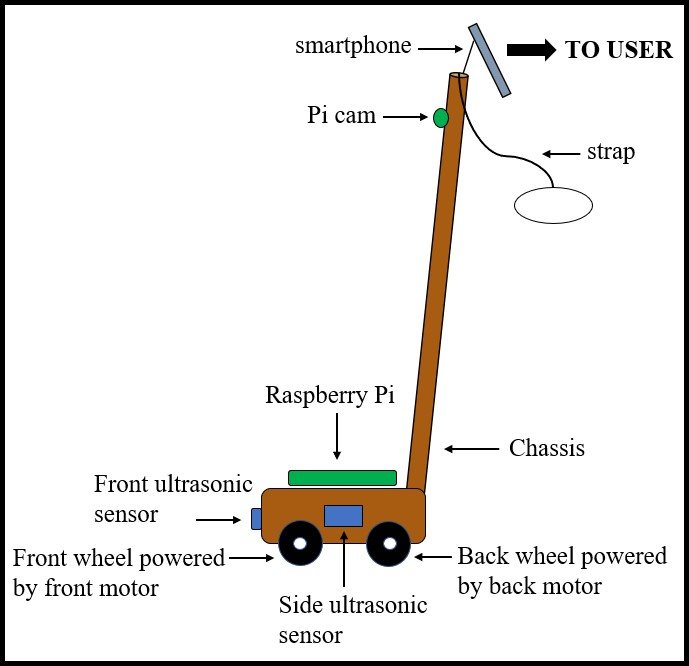 smartphone
TO USER
Pi cam
strap
Raspberry Pi
Chassis
Front ultrasonic
sensor
Front wheel powered
by front motor
Back wheel powered
by back motor
Side ultrasonic
sensor